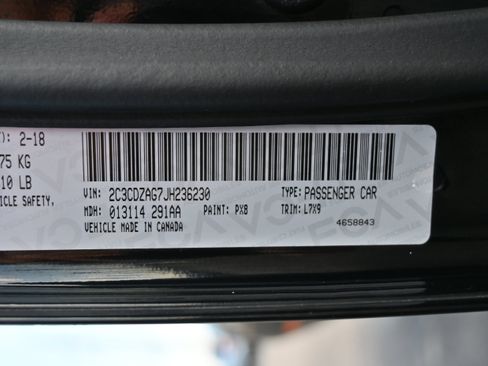 ): 2-18
75 KG
10 LB
HICLE SAFETY,
VIN: 2C3CDZAG7JH236230 TYPE: PASSENGER CAR
MDH: 013114 291AA PAINT: PX8 TRIM: L7X9
VEHICLE MADE IN CANADA 4658843